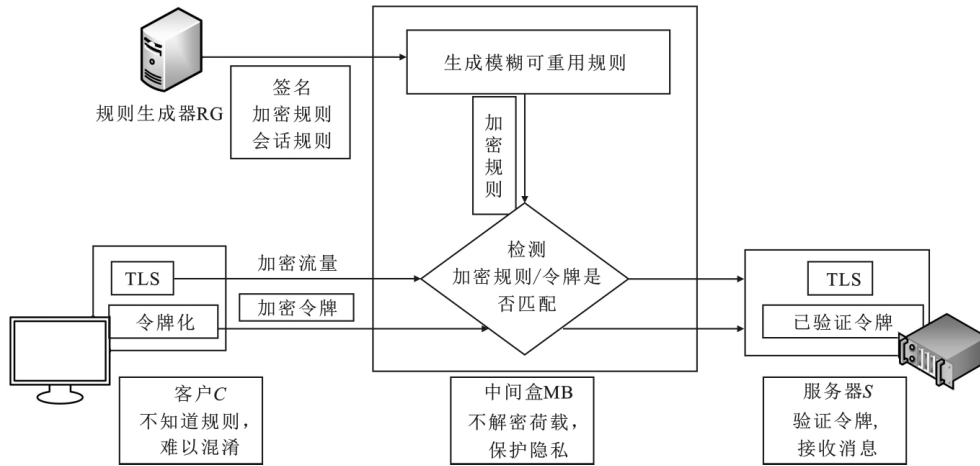 生成模糊可重用规则
规则生成器RG
签名
加密规则
会话规则
加
密
规
则
检测
加密规则/令牌是
否匹配
TLS
加密流量
令牌化
加密令牌
TLS
已验证令牌
客户C
不知道规则，
难以混淆
中间盒MB
不解密荷载，
保护隐私
服务器S
验证令牌,
接收消息